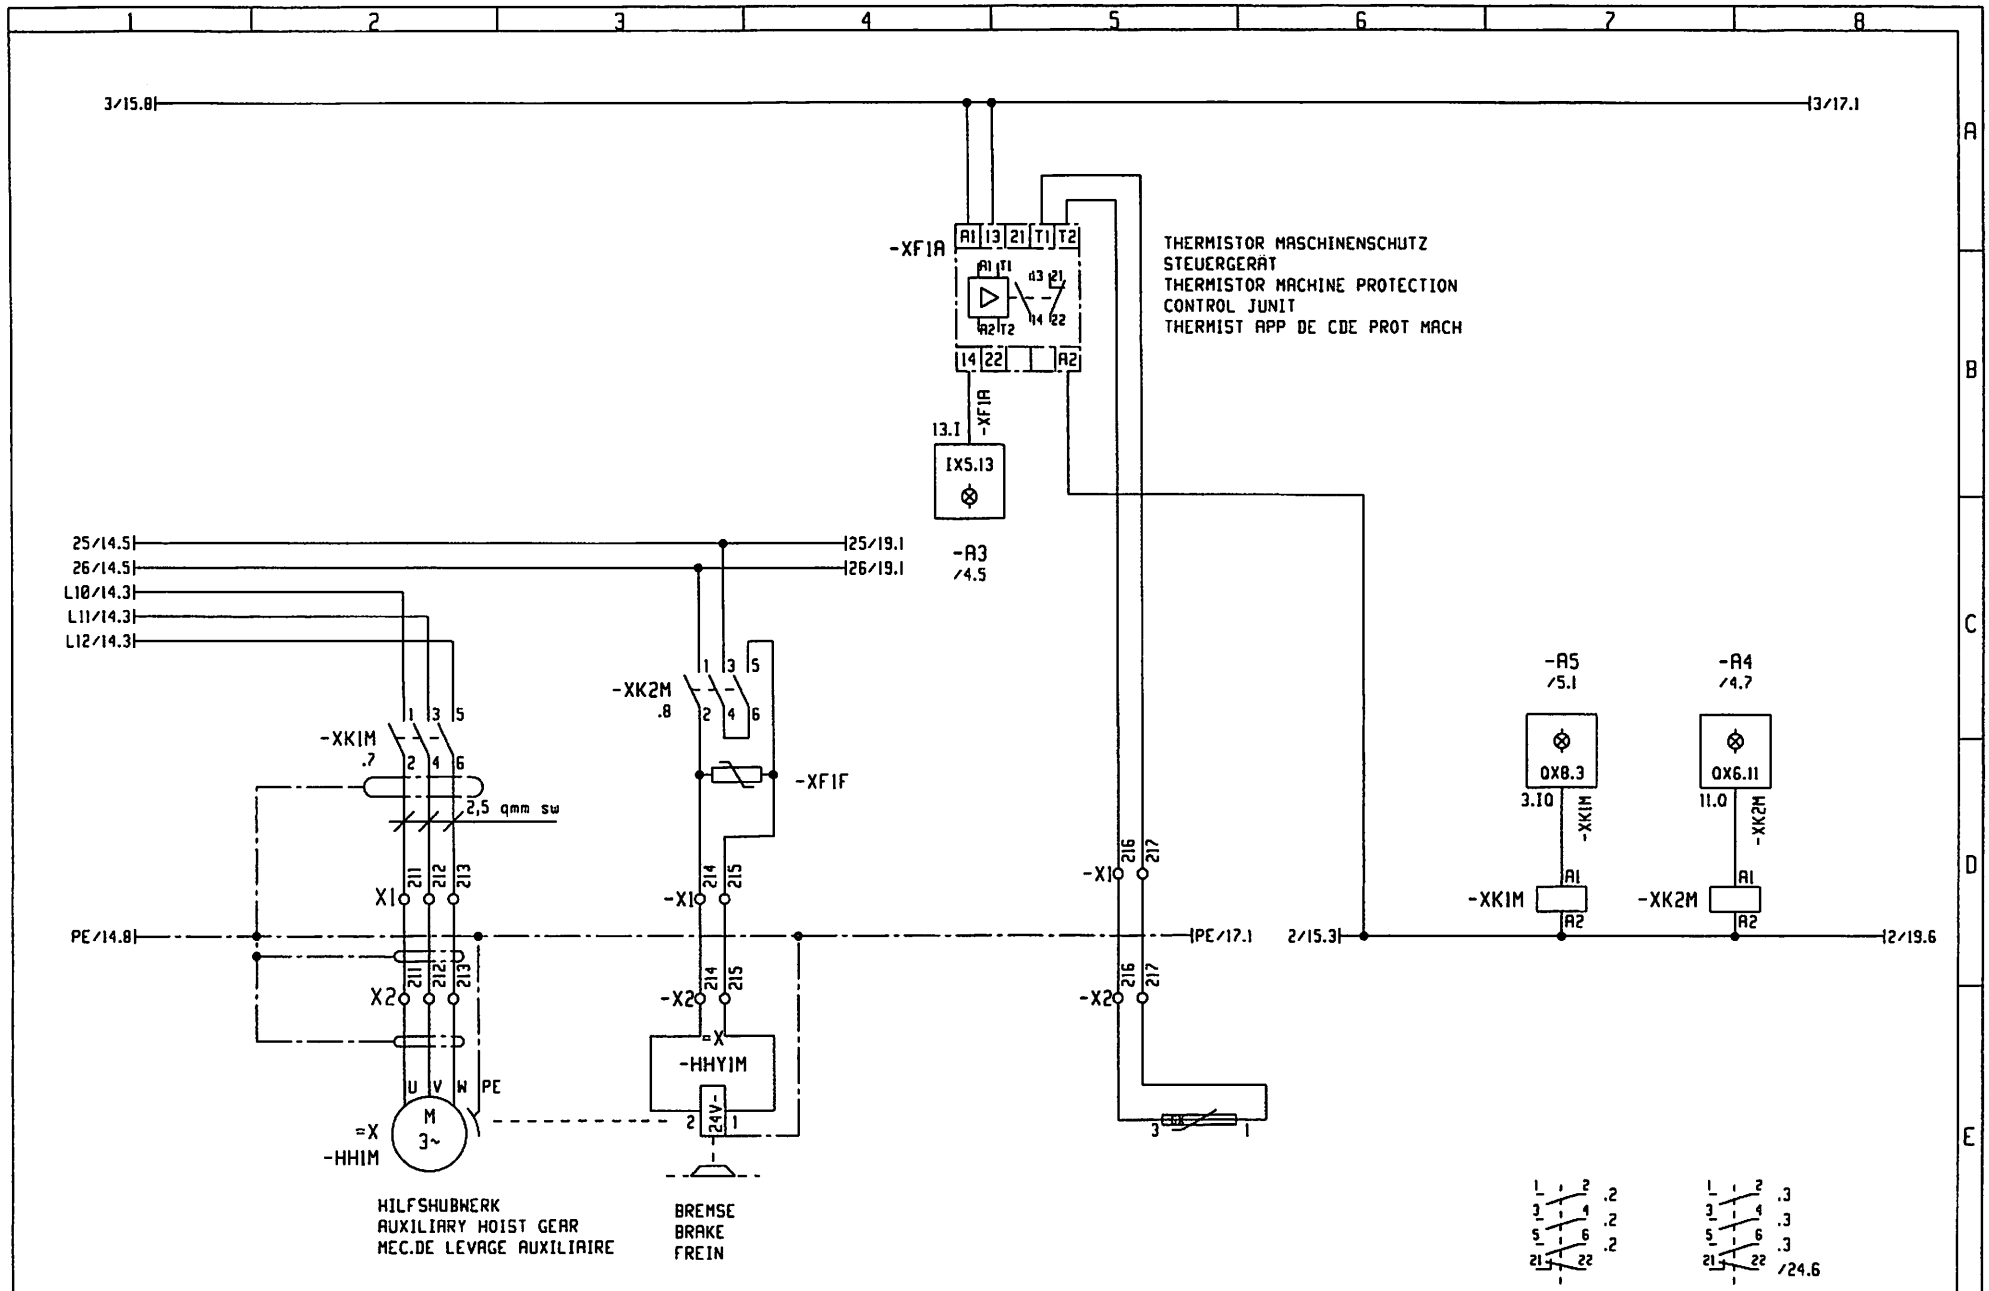 1 2 3 4 5 6 7 8
3/15.8 3/17.1
A
-XF1A A1 13 21 T1 T2
A1 T1 13 21
A2 T2 14 22
14 22 A2
THERMISTOR MASCHINENSCHUTZ
STEUERGERÄT
THERMISTOR MACHINE PROTECTION
CONTROL JUNIT
THERMIST APP DE CDE PROT MACH
B
-XF1A
13.I
IX5.13
-A3
/4.5
25/14.5 25/19.1
26/14.5 26/19.1
L10/14.3
L11/14.3
L12/14.3
C
-XK2M
.8
1 3 5
2 4 6
-XK1M
.7
1 3 5
2 4 6
-XF1F
2,5 qmm sw
-A5
/5.1
-A4
/4.7
QX8.3
QX6.11
3.IQ -XK1M
11.Q -XK2M
D
X1 211 212 213
-X1 214 215
-X1 216 217
-XK1M A1 A2
-XK2M A1 A2
PE/14.8 PE/17.1
2/15.3 2/19.6
X2 211 212 213
-X2 214 215
-X2 216 217
=X
-HHY1M
U V W PE
M
3~
=X
-HH1M
2 24V- 1
3 1
E
HILFSHUBWERK
AUXILIARY HOIST GEAR
MEC.DE LEVAGE AUXILIAIRE
BREMSE
BRAKE
FREIN
1 2 .2
3 4 .2
5 6 .2
21 22
1 2 .3
3 4 .3
5 6 .3
21 22 /24.6